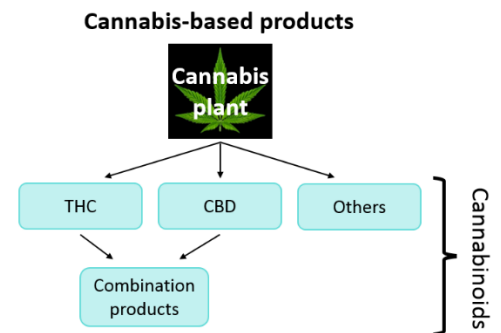 Cannabis-based products
Cannabis
plant
THC
CBD
Others
Combination
products
Cannabinoids